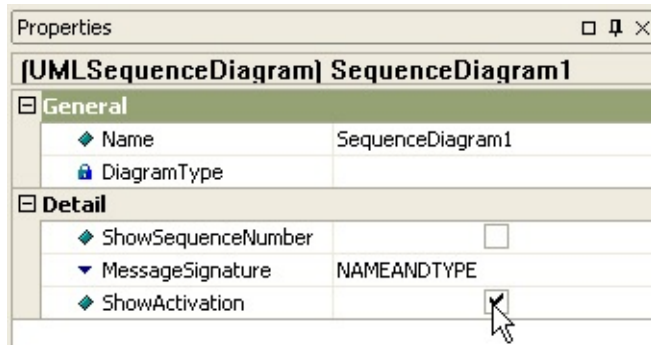 Properties
(UMLSequenceDiagram) SequenceDiagram1
General
Name SequenceDiagram1
DiagramType
Detail
ShowSequenceNumber
MessageSignature NAMEANDTYPE
ShowActivation